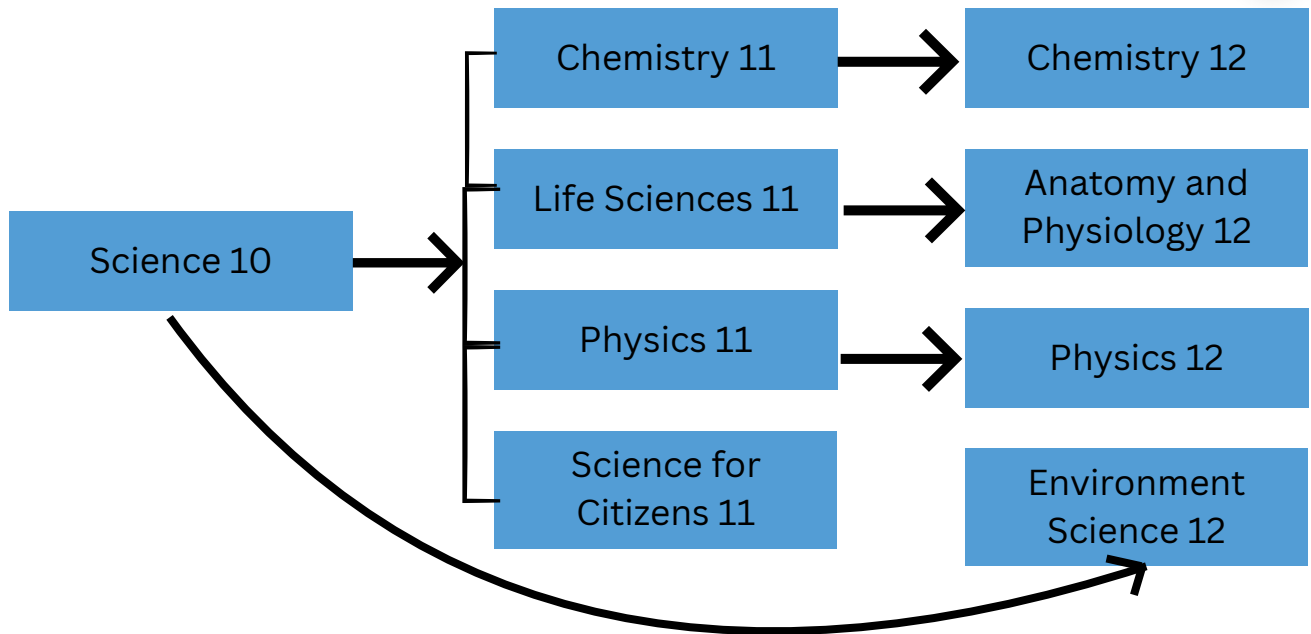 Science 10
Chemistry 11
Life Sciences 11
Physics 11
Science for
Citizens 11
Chemistry 12
Anatomy and
Physiology 12
Physics 12
Environment
Science 12